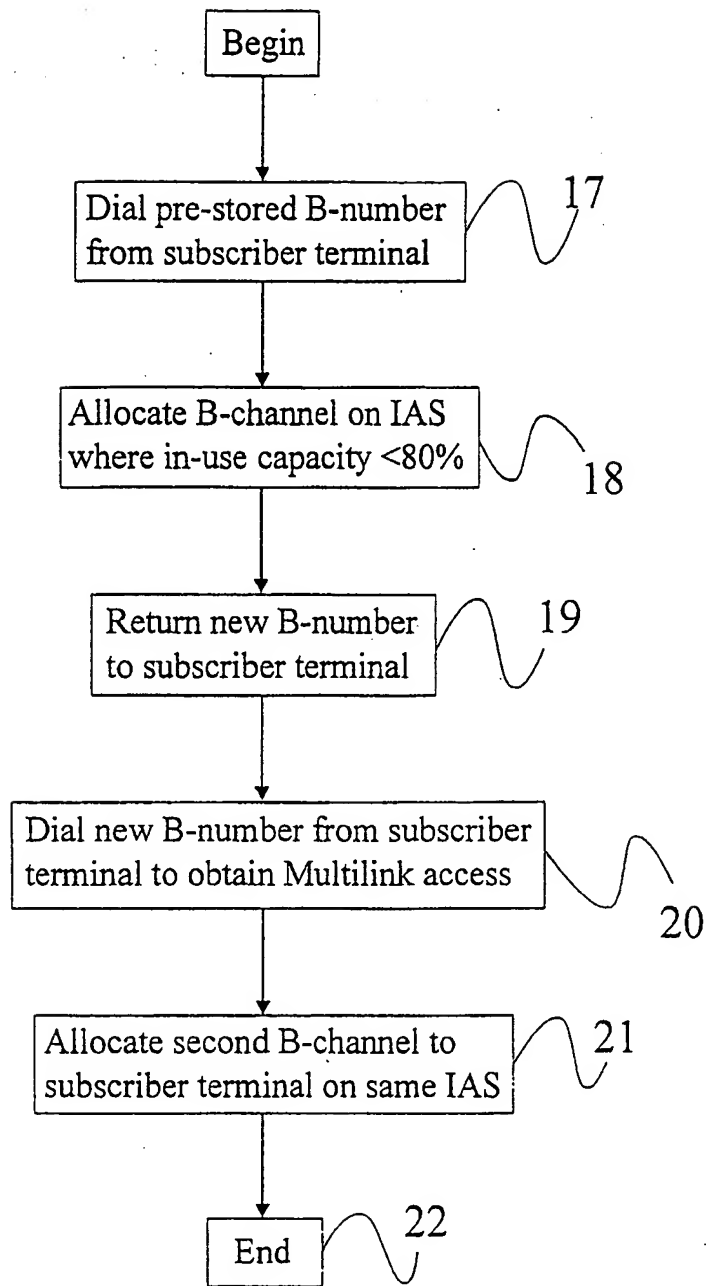 Begin
Dial pre-stored B-number
from subscriber terminal
17
Allocate B-channel on IAS
where in-use capacity <80%
18
Return new B-number
to subscriber terminal
19
Dial new B-number from subscriber
terminal to obtain Multilink access
20
Allocate second B-channel to
subscriber terminal on same IAS
21
End
22